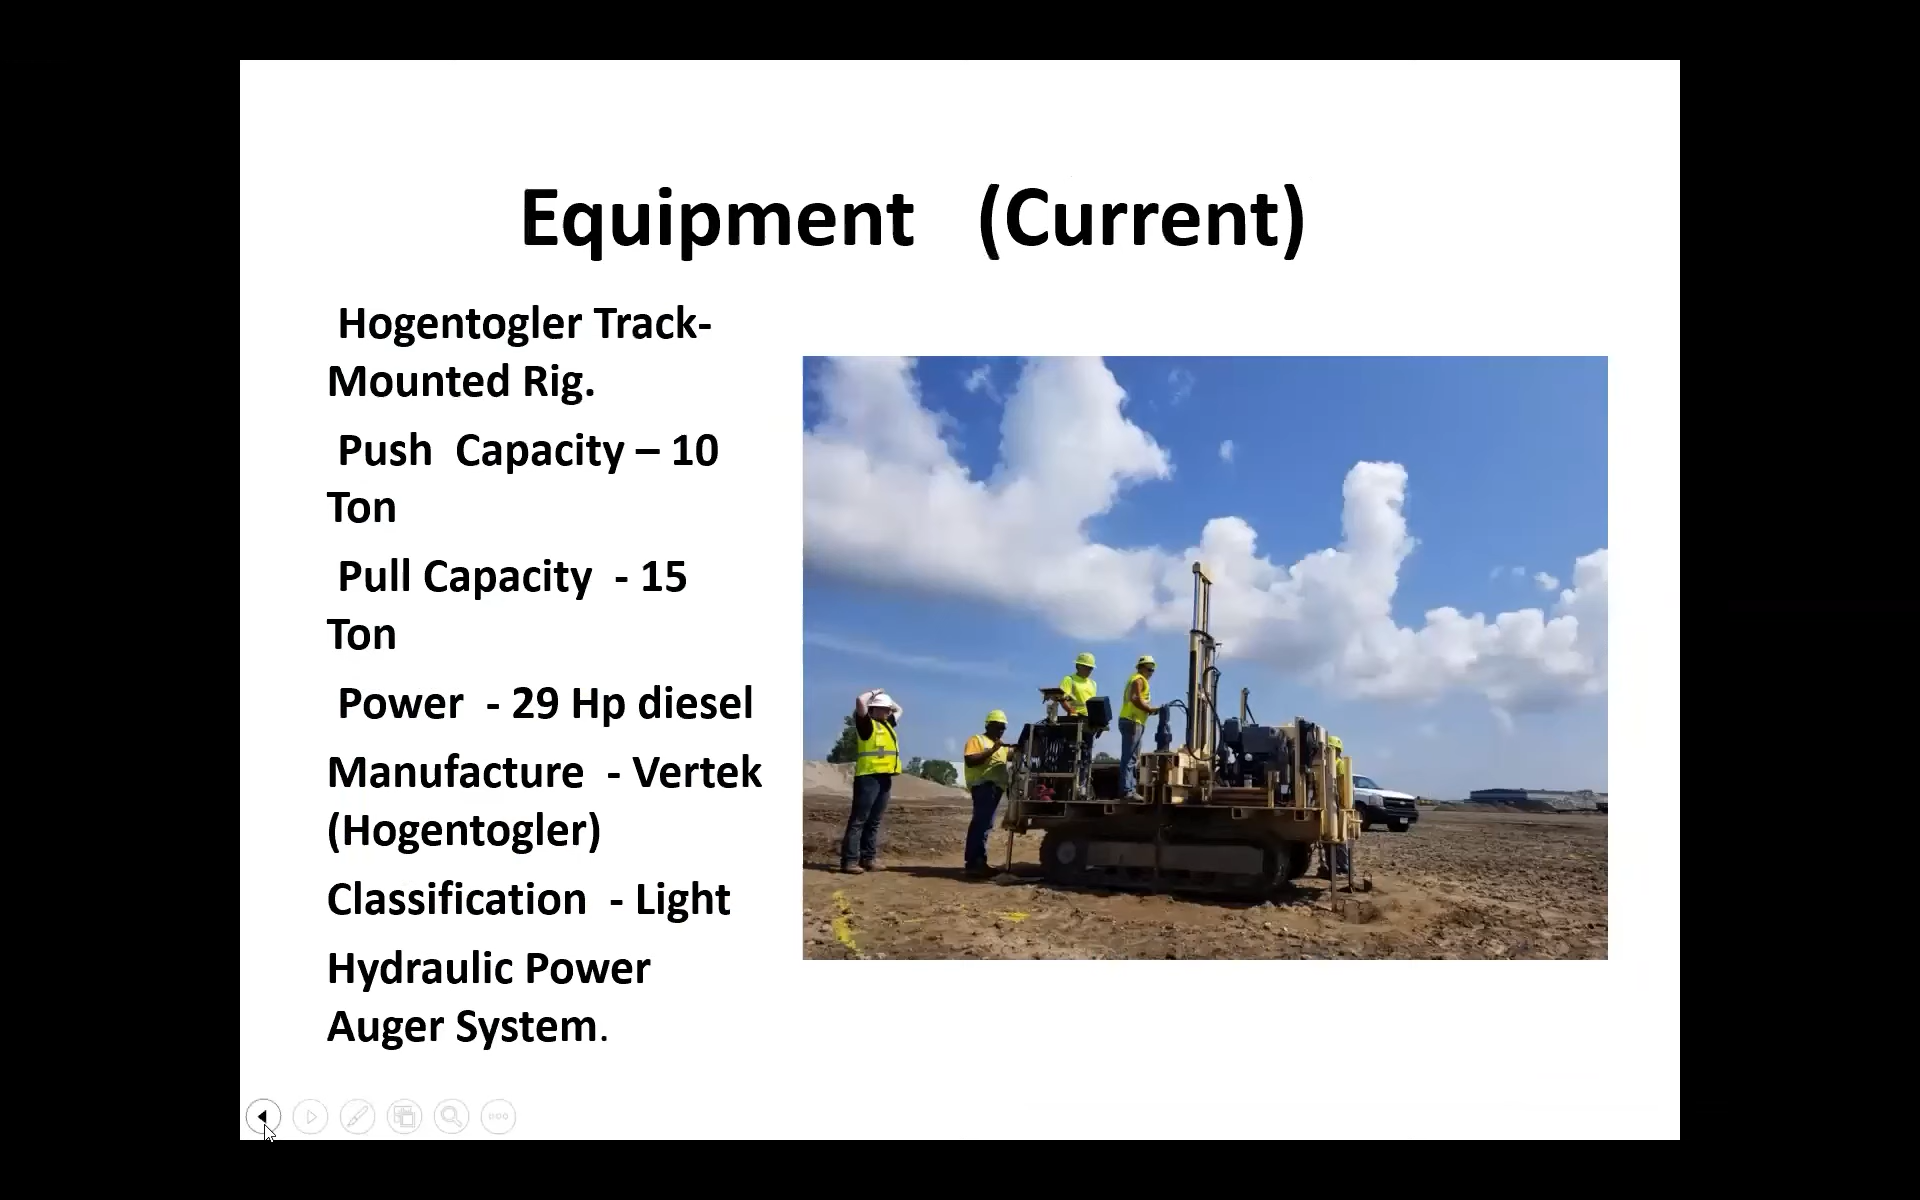 Equipment (Current)
Hogentogler Track-
Mounted Rig.
Push Capacity – 10
Ton
Pull Capacity - 15
Ton
Power - 29 Hp diesel
Manufacture - Vertek
(Hogentogler)
Classification - Light
Hydraulic Power
Auger System.